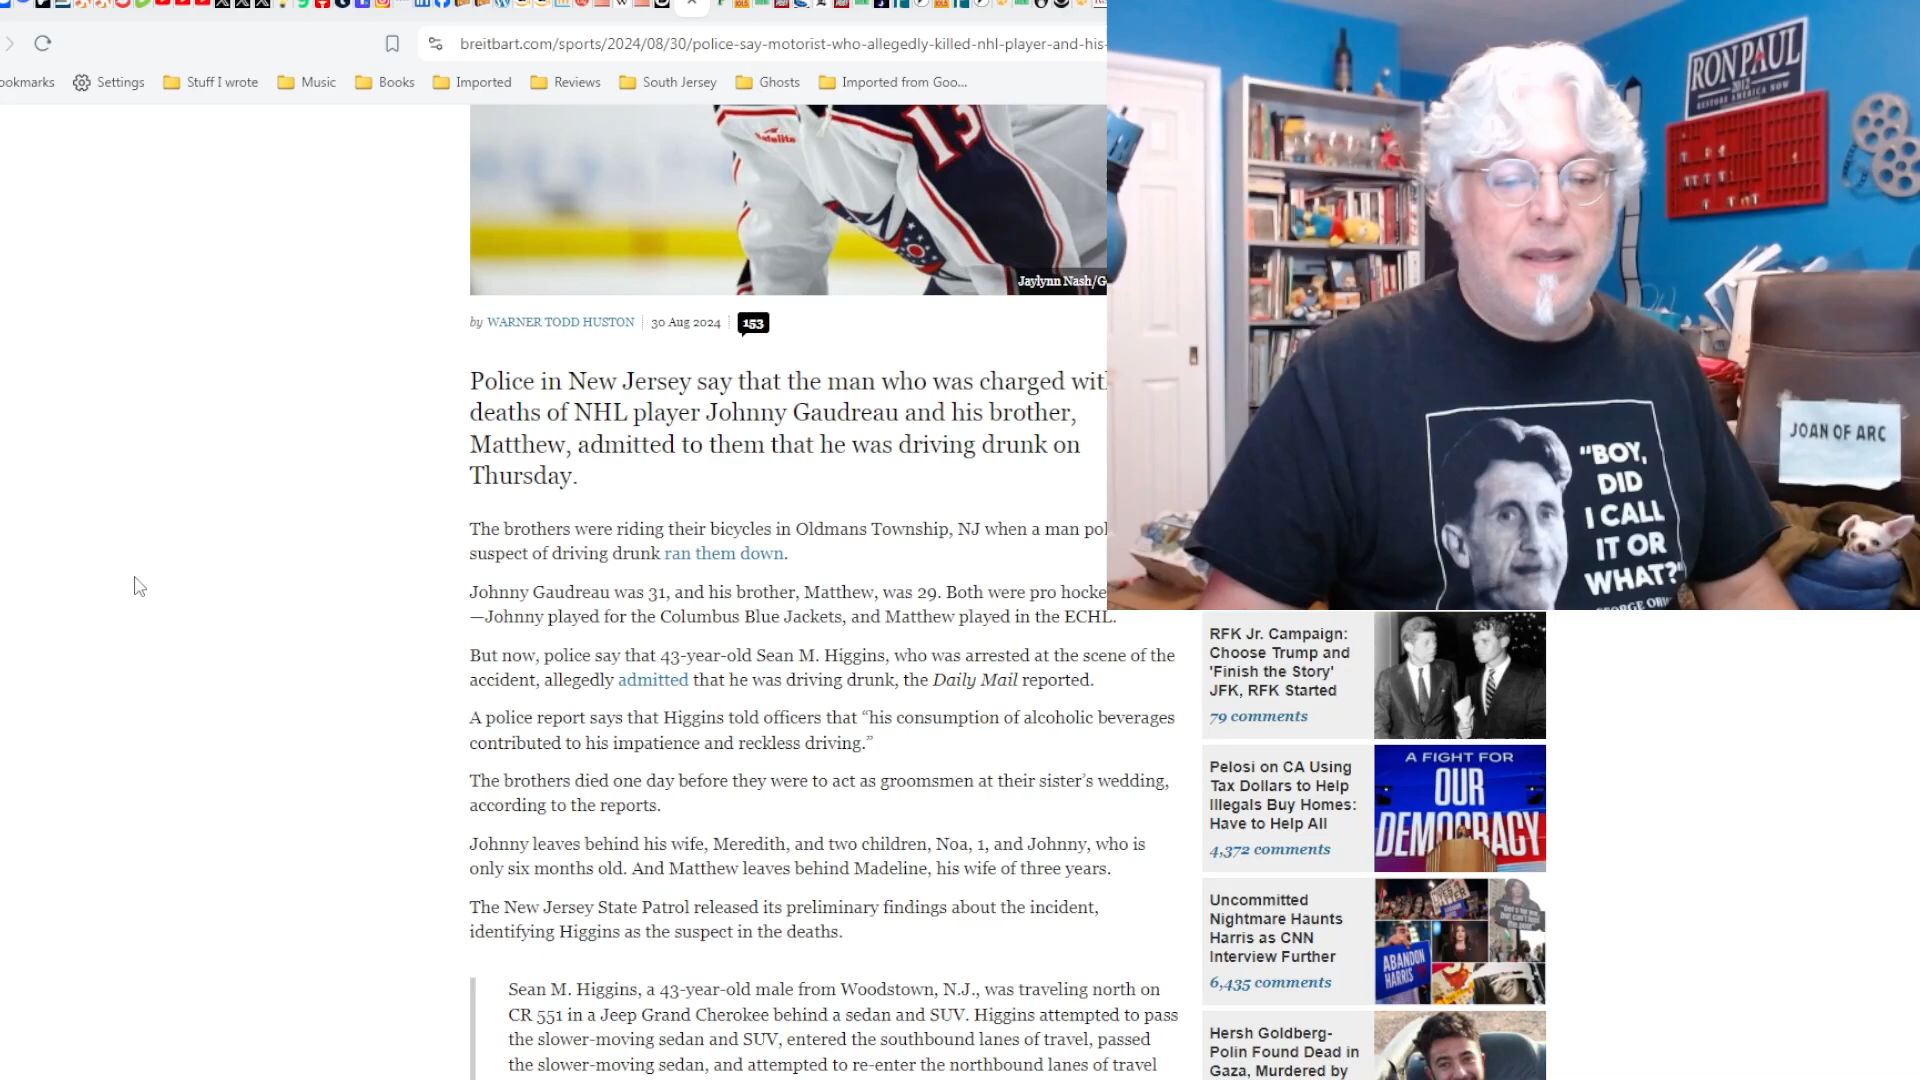 breitbart.com/sports/2024/08/30/police-say-motorist-who-allegedly-killed-nhl-player-and-his-
ookmarks
Settings
Stuff I wrote
Music
Books
Imported
Reviews
South Jersey
Ghosts
Imported from Goo...
13
Jaylynn Nash/G
by WARNER TODD HUSTON
30 Aug 2024
153
Police in New Jersey say that the man who was charged wit
deaths of NHL player Johnny Gaudreau and his brother,
Matthew, admitted to them that he was driving drunk on
Thursday.
The brothers were riding their bicycles in Oldmans Township, NJ when a man pol
suspect of driving drunk ran them down.
Johnny Gaudreau was 31, and his brother, Matthew, was 29. Both were pro hocke
—Johnny played for the Columbus Blue Jackets, and Matthew played in the ECHL.
But now, police say that 43-year-old Sean M. Higgins, who was arrested at the scene of the
accident, allegedly admitted that he was driving drunk, the Daily Mail reported.
A police report says that Higgins told officers that “his consumption of alcoholic beverages
contributed to his impatience and reckless driving.”
The brothers died one day before they were to act as groomsmen at their sister’s wedding,
according to the reports.
Johnny leaves behind his wife, Meredith, and two children, Noa, 1, and Johnny, who is
only six months old. And Matthew leaves behind Madeline, his wife of three years.
The New Jersey State Patrol released its preliminary findings about the incident,
identifying Higgins as the suspect in the deaths.
Sean M. Higgins, a 43-year-old male from Woodstown, N.J., was traveling north on
CR 551 in a Jeep Grand Cherokee behind a sedan and SUV. Higgins attempted to pass
the slower-moving sedan and SUV, entered the southbound lanes of travel, passed
the slower-moving sedan, and attempted to re-enter the northbound lanes of travel
RON PAUL
2012
RESTORE AMERICA NOW
JOAN OF ARC
"BOY,
DID
I CALL
IT OR
WHAT?"
RFK Jr. Campaign:
Choose Trump and
'Finish the Story'
JFK, RFK Started
79 comments
Pelosi on CA Using
Tax Dollars to Help
Illegals Buy Homes:
Have to Help All
4,372 comments
A FIGHT FOR
OUR
DEMOCRACY
Uncommitted
Nightmare Haunts
Harris as CNN
Interview Further
6,435 comments
ABANDON
HARRIS
Hersh Goldberg-
Polin Found Dead in
Gaza, Murdered by